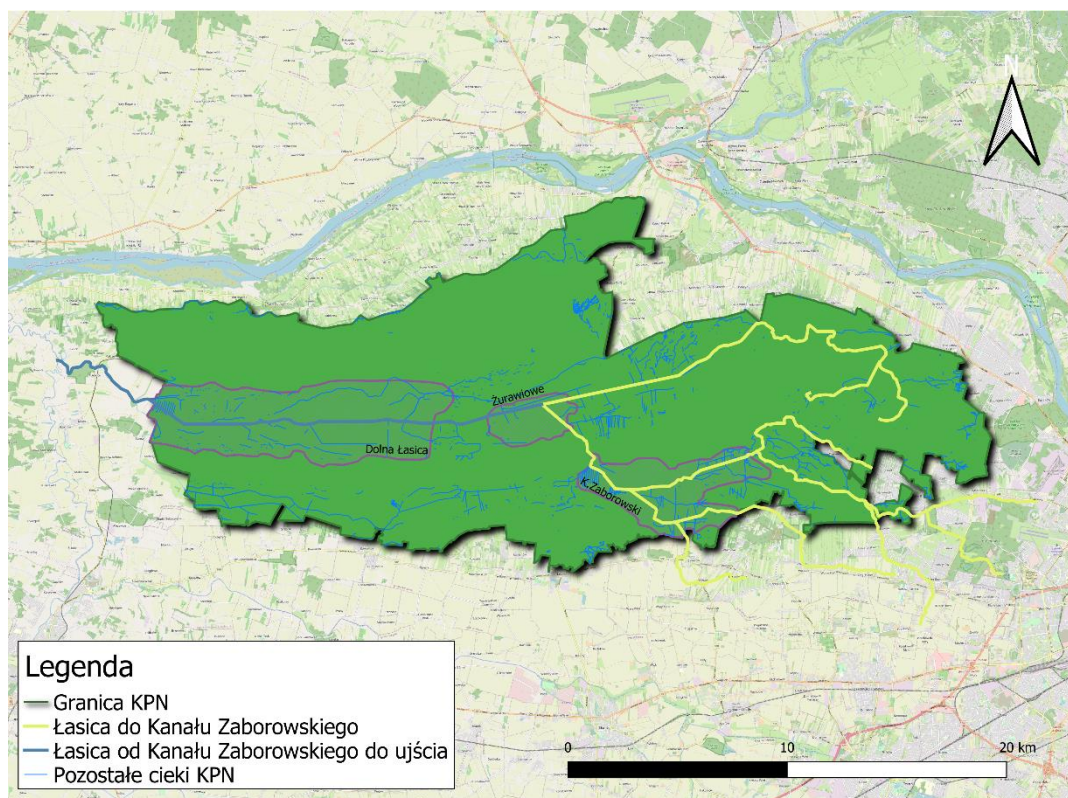 N
Żurawiowe
Dolna Łasica
K. Zaborowski
Legenda
Granica KPN
Łasica do Kanału Zaborowskiego
Łasica od Kanału Zaborowskiego do ujścia
Pozostałe cieki KPN
0 10 20 km